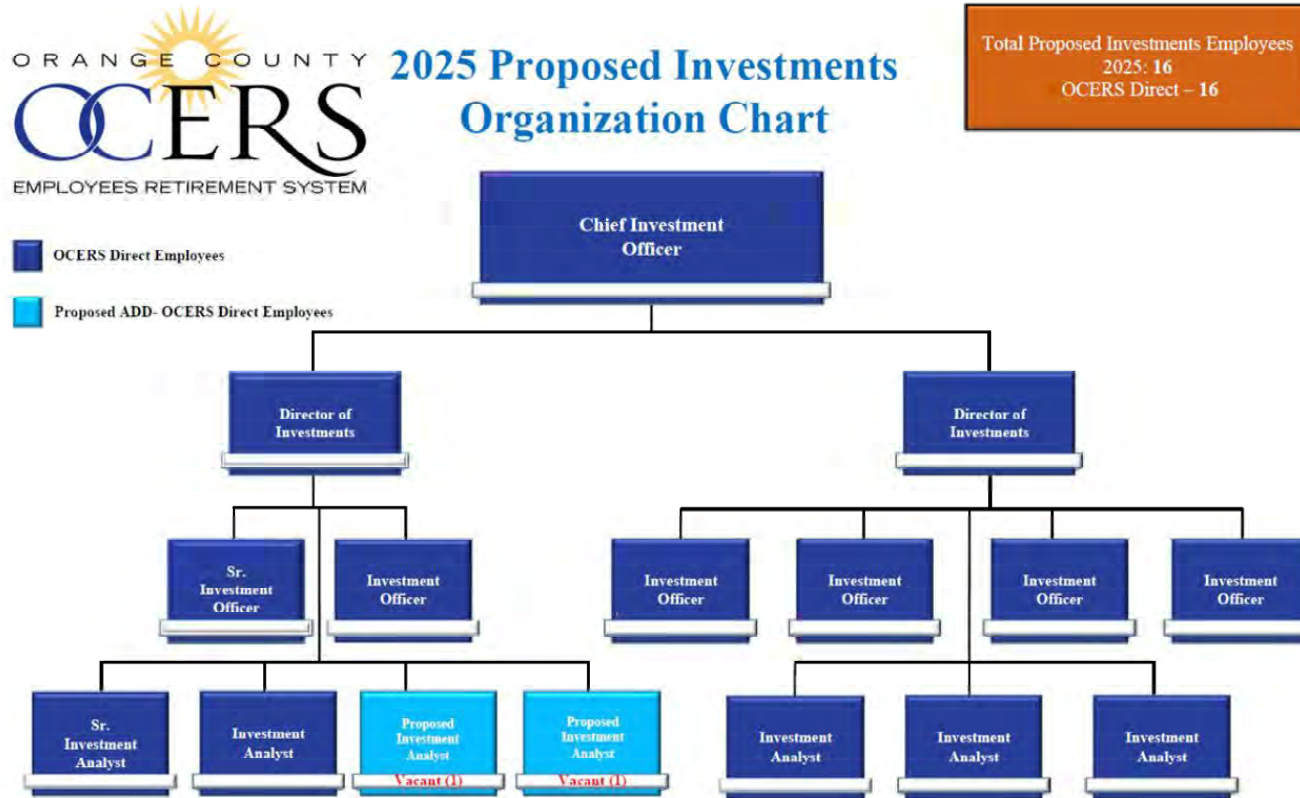 ORANGE COUNTY
OCERS
EMPLOYEES RETIREMENT SYSTEM
2025 Proposed Investments
Organization Chart
Total Proposed Investments Employees
2025: 16
OCERS Direct – 16
OCERS Direct Employees
Proposed ADD- OCERS Direct Employees
Chief Investment
Officer
Director of
Investments
Director of
Investments
Sr.
Investment
Officer
Investment
Officer
Investment
Officer
Investment
Officer
Investment
Officer
Investment
Officer
Sr.
Investment
Analyst
Investment
Analyst
Proposed
Investment
Analyst
Vacant (1)
Proposed
Investment
Analyst
Vacant (1)
Investment
Analyst
Investment
Analyst
Investment
Analyst